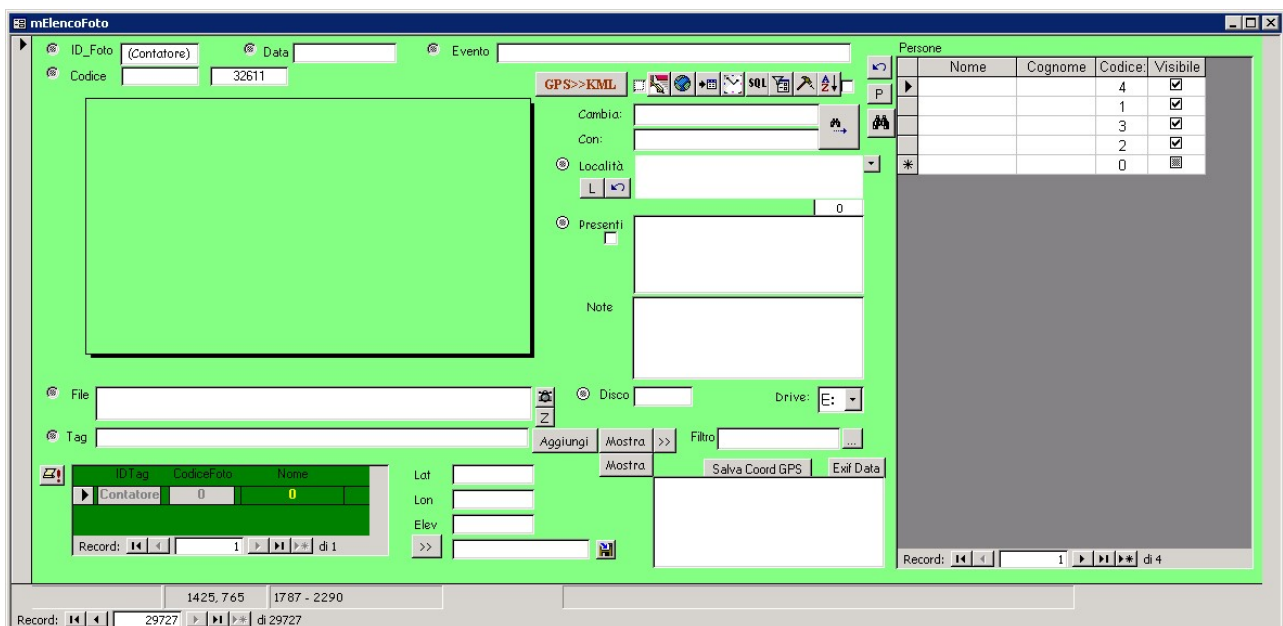 mElencoFoto
ID_Foto (Contatore) Data Evento
Codice 32611
GPS>>KML SQL A Z
P
Cambia:
Con:
Località
L
0
Presenti
Note
File
Z
Disco Drive: E:
Tag
Aggiungi Mostra >> Filtro ...
Mostra Salva Coord GPS Exif Data
IDTag CodiceFoto Nome
Contatore 0 0
Record: 1 di 1
Lat
Lon
Elev
>>
Persone
Nome Cognome Codice: Visibile
4
1
3
2
* 0
Record: 1 di 4
1425, 765 1787 - 2290
Record: 29727 di 29727